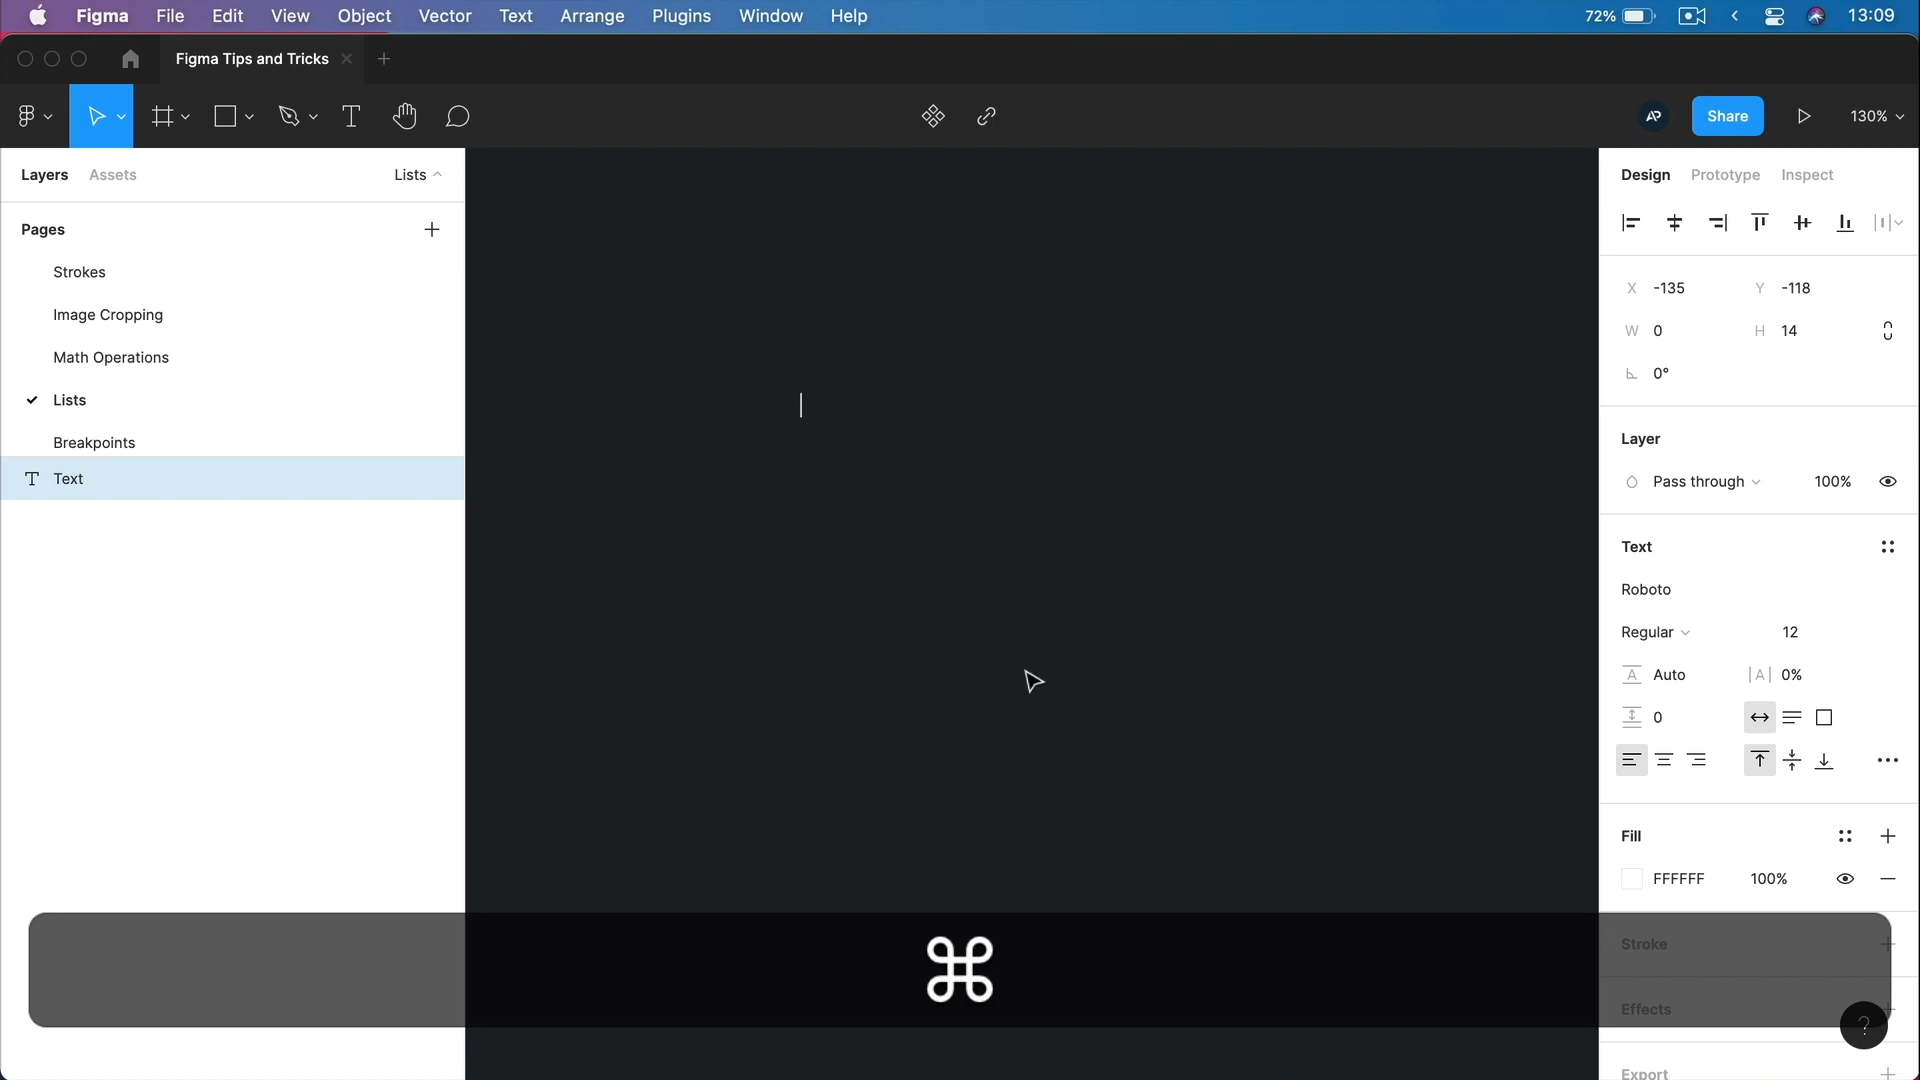 Figma File Edit View Object Vector Text Arrange Plugins Window Help 72% 13:09
Figma Tips and Tricks
AP Share 130%
Layers Assets Lists
Design Prototype Inspect
Pages
Strokes
Image Cropping
Math Operations
Lists
Breakpoints
Text
X -135 Y -118
W 0 H 14
0°
Layer
Pass through 100%
Text
Roboto
Regular 12
A Auto |A| 0%
0
Fill
FFFFFF 100%
⌘
Stroke
Effects
?
Export